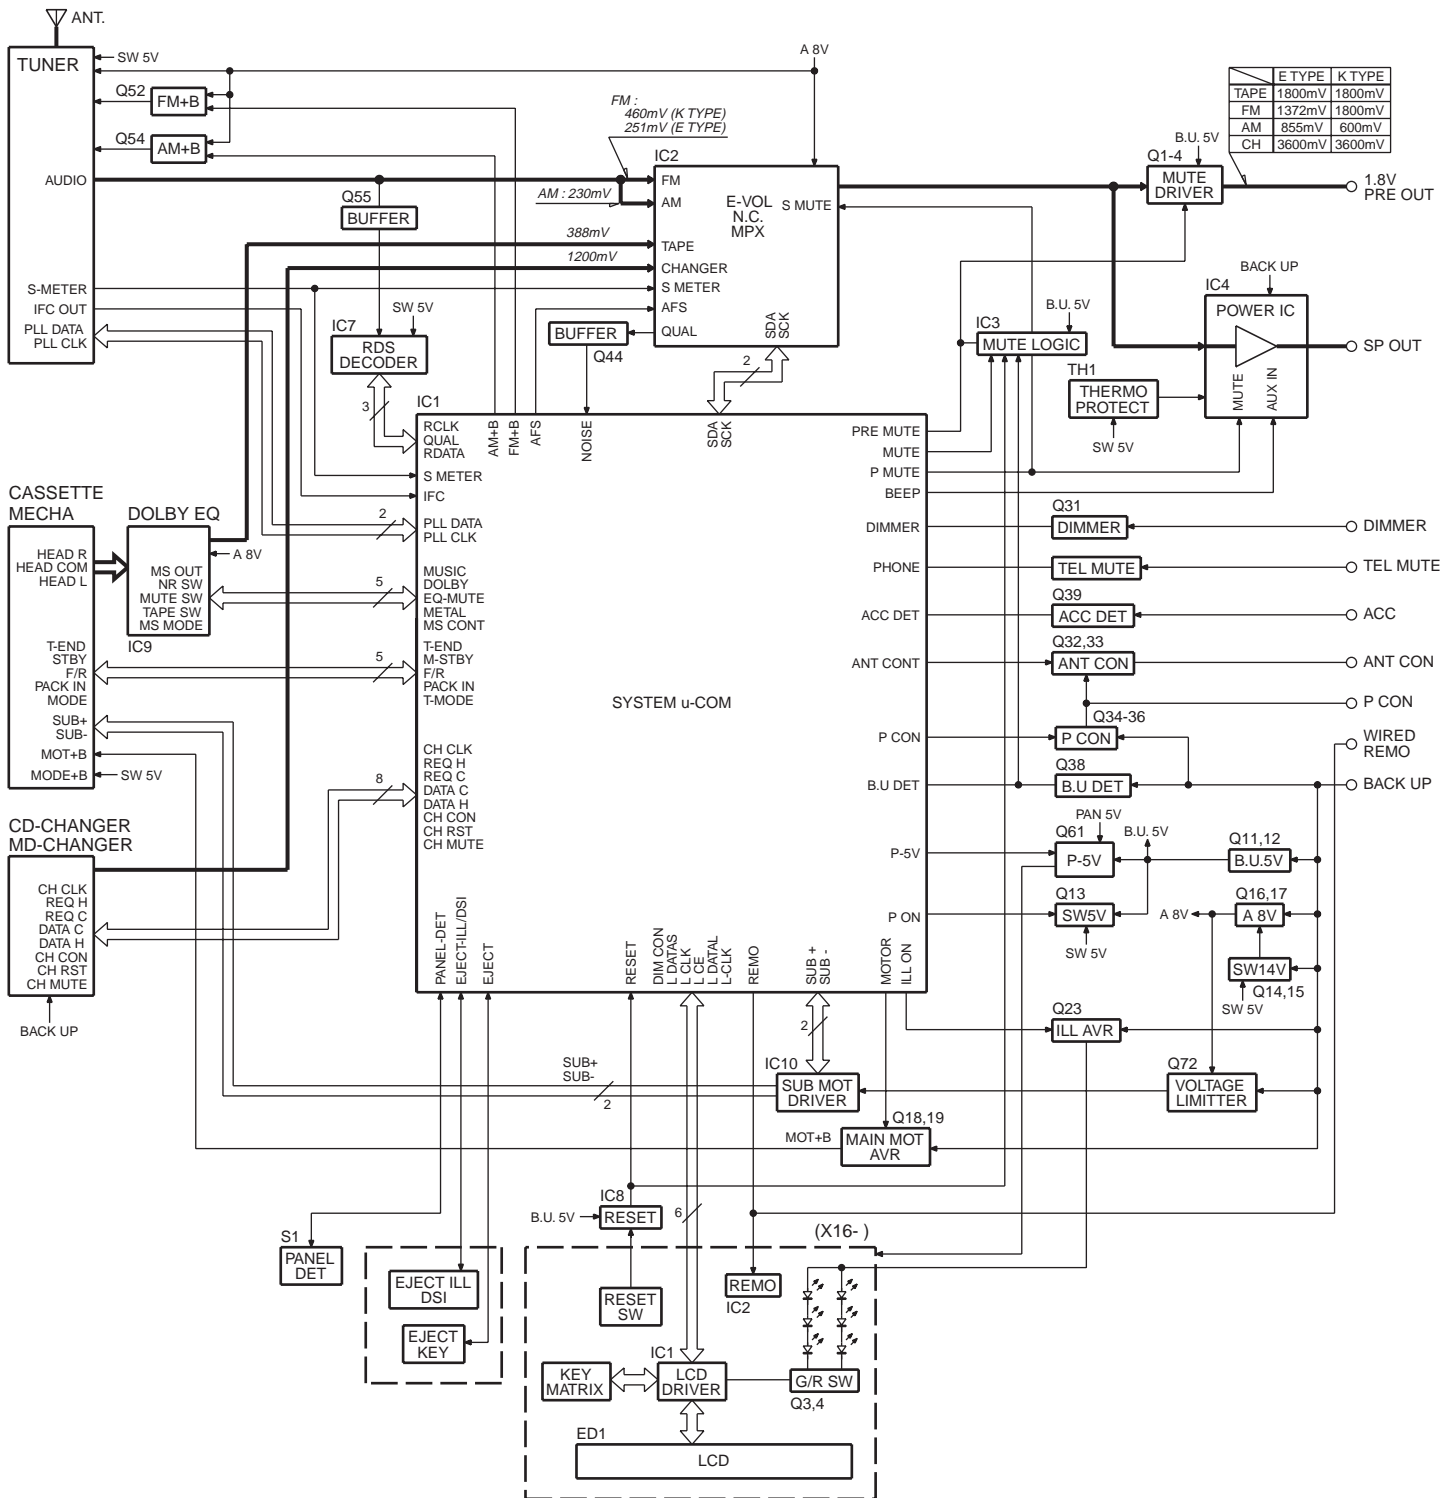 ANT.
TUNER
SW 5V
A 8V
Q52
FM+B
Q54
AM+B
AUDIO
S-METER
IFC OUT
PLL DATA
PLL CLK
FM :
460mV (K TYPE)
251mV (E TYPE)
AM : 230mV
388mV
1200mV
Q55
BUFFER
IC7
RDS
DECODER
SW 5V
3
IC2
FM
AM
TAPE
CHANGER
S METER
AFS
QUAL
E-VOL
N.C.
MPX
S MUTE
SDA
SCK
2
BUFFER
Q44
E TYPE K TYPE
TAPE 1800mV 1800mV
FM 1372mV 1800mV
AM 855mV 600mV
CH 3600mV 3600mV
B.U. 5V
Q1-4
MUTE
DRIVER
1.8V
PRE OUT
BACK UP
IC4
POWER IC
MUTE
AUX IN
SP OUT
B.U. 5V
IC3
MUTE LOGIC
TH1
THERMO
PROTECT
SW 5V
IC1
RCLK
QUAL
RDATA
AM+B
FM+B
AFS
NOISE
SDA
SCK
S METER
IFC
PLL DATA
PLL CLK
2
MUSIC
DOLBY
EQ-MUTE
METAL
MS CONT
5
T-END
M-STBY
F/R
PACK IN
T-MODE
5
CH CLK
REQ H
REQ C
DATA C
DATA H
CH CON
CH RST
CH MUTE
8
SYSTEM u-COM
PRE MUTE
MUTE
P MUTE
BEEP
DIMMER
PHONE
ACC DET
ANT CONT
P CON
B.U DET
P-5V
P ON
PANEL-DET
EJECT-ILL/DSI
EJECT
RESET
DIM CON
L DATAS
L CLK
L CE
L DATAL
L-CLK
REMO
SUB +
SUB -
MOTOR
ILL ON
CASSETTE
MECHA
HEAD R
HEAD COM
HEAD L
T-END
STBY
F/R
PACK IN
MODE
SUB+
SUB-
MOT+B
MODE+B
SW 5V
DOLBY EQ
A 8V
MS OUT
NR SW
MUTE SW
TAPE SW
MS MODE
IC9
CD-CHANGER
MD-CHANGER
CH CLK
REQ H
REQ C
DATA C
DATA H
CH CON
CH RST
CH MUTE
BACK UP
Q31
DIMMER
DIMMER
TEL MUTE
TEL MUTE
Q39
ACC DET
ACC
Q32,33
ANT CON
ANT CON
P CON
Q34-36
P CON
WIRED
REMO
Q38
B.U DET
BACK UP
PAN 5V
Q61
P-5V
B.U. 5V
Q11,12
B.U.5V
Q13
SW5V
SW 5V
A 8V
Q16,17
A 8V
SW14V
Q14,15
SW 5V
Q23
ILL AVR
Q72
VOLTAGE
LIMITTER
SUB+
SUB-
2
2
IC10
SUB MOT
DRIVER
MOT+B
Q18,19
MAIN MOT
AVR
IC8
B.U. 5V
RESET
6
S1
PANEL
DET
EJECT ILL
DSI
EJECT
KEY
(X16- )
RESET
SW
REMO
IC2
KEY
MATRIX
IC1
LCD
DRIVER
G/R SW
Q3,4
ED1
LCD